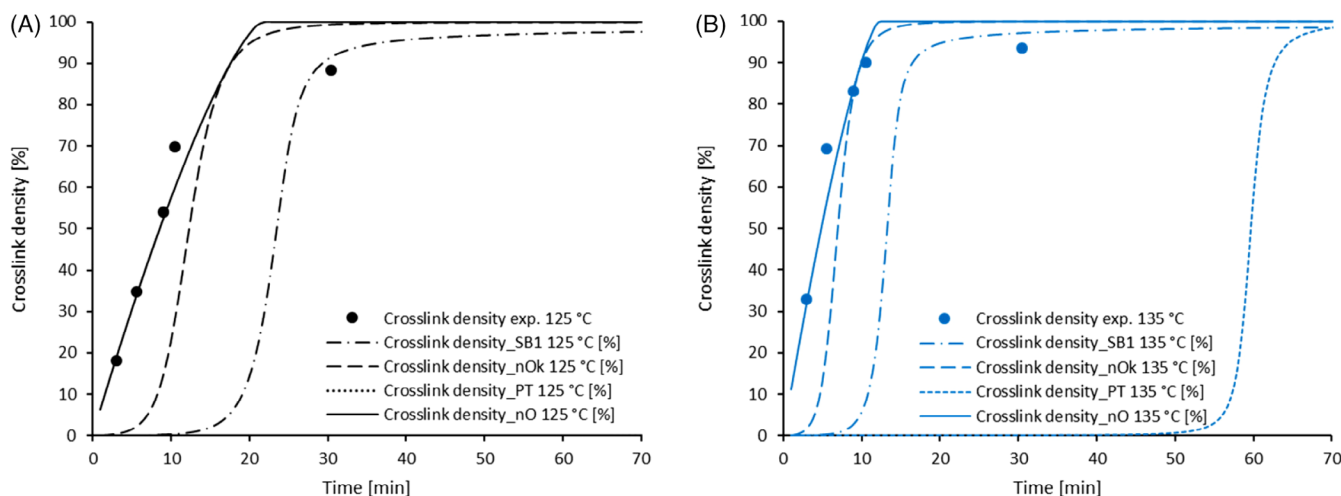 (A)
Crosslink density [%]
100
90
80
70
60
50
40
30
20
10
0
Crosslink density exp. 125 °C
Crosslink density_SB1 125 °C [%]
Crosslink density_nOk 125 °C [%]
Crosslink density_PT 125 °C [%]
Crosslink density_nO 125 °C [%]
0 10 20 30 40 50 60 70
Time [min]
(B)
Crosslink density [%]
100
90
80
70
60
50
40
30
20
10
0
Crosslink density exp. 135 °C
Crosslink density_SB1 135 °C [%]
Crosslink density_nOk 135 °C [%]
Crosslink density_PT 135 °C [%]
Crosslink density_nO 135 °C [%]
0 10 20 30 40 50 60 70
Time [min]